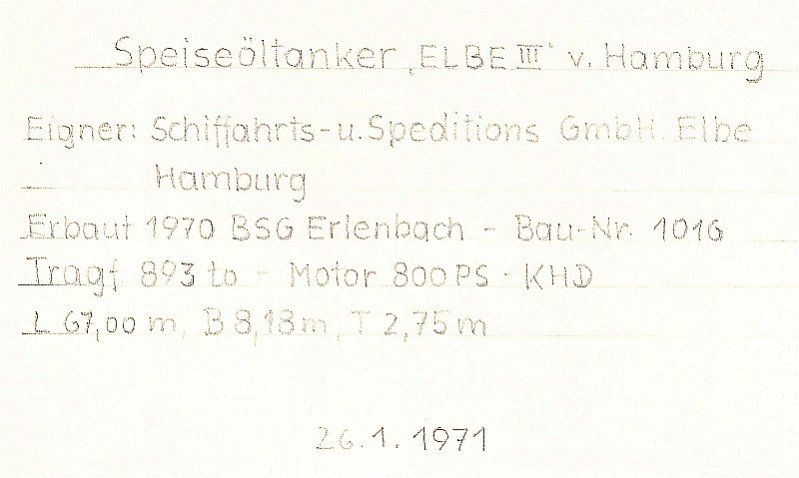 Speiseöltanker „ELBE III“ v. Hamburg
Eigner: Schiffahrts-u. Speditions GmbH. Elbe
Hamburg
Erbaut 1970 BSG Erlenbach - Bau-Nr. 1016
Tragf. 893 to - Motor 800 PS - KHD
L 67,00 m, B 8,18 m, T 2,75 m
26.1.1971